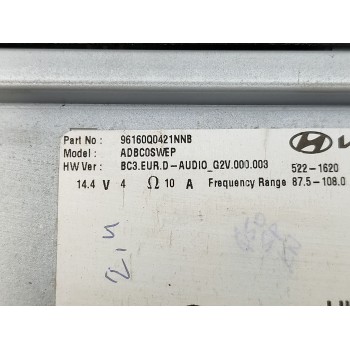 Part No : 96160Q0421NNB
Model : ADBC0SWEP
HW Ver : BC3.EUR.D-AUDIO_G2V.000.003 522-1620
14.4 V 4 Ω 10 A Frequency Range 87.5-108.0